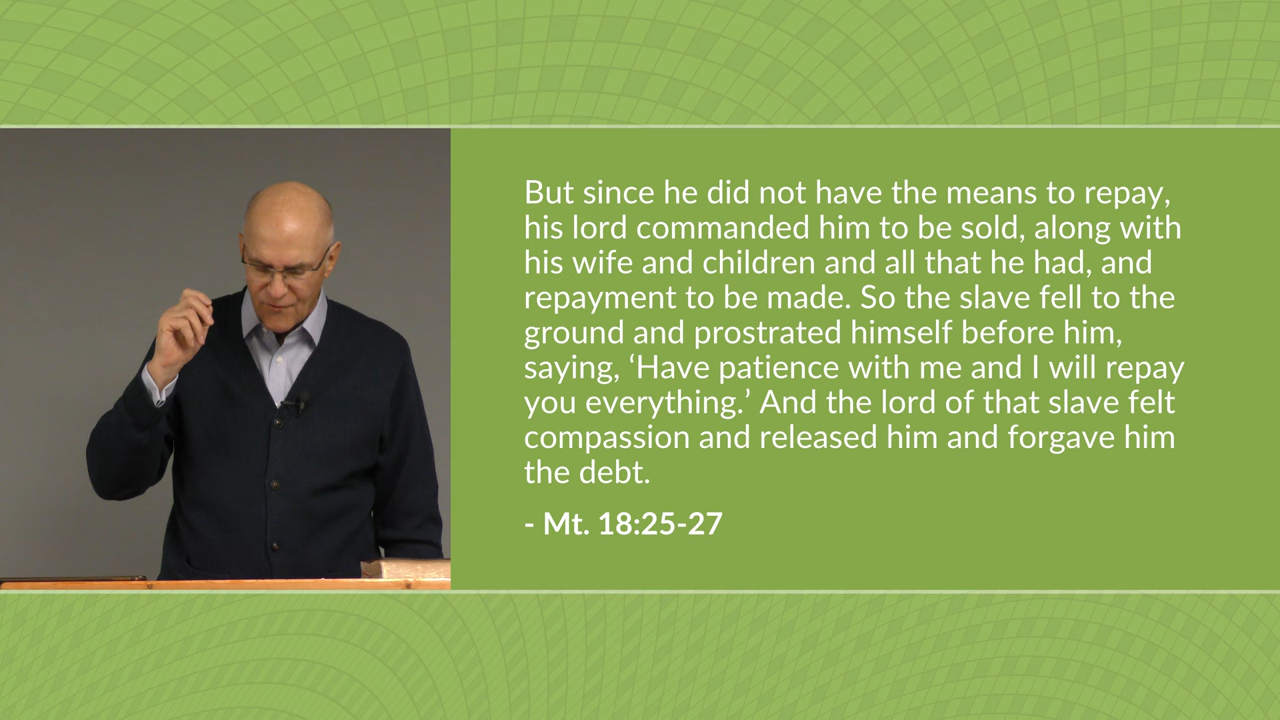 But since he did not have the means to repay,
his lord commanded him to be sold, along with
his wife and children and all that he had, and
repayment to be made. So the slave fell to the
ground and prostrated himself before him,
saying, ‘Have patience with me and I will repay
you everything.’ And the lord of that slave felt
compassion and released him and forgave him
the debt.
- Mt. 18:25-27